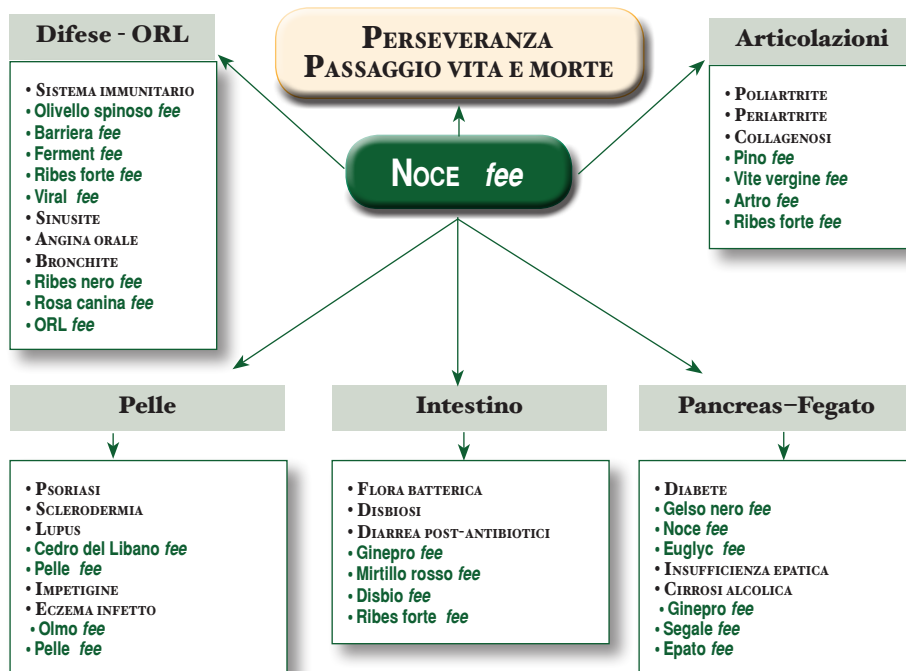 Perseveranza
Passaggio vita e morte
Noce fee
Difese - ORL
• Sistema immunitario
• Olivello spinoso fee
• Barriera fee
• Ferment fee
• Ribes forte fee
• Viral fee
• Sinusite
• Angina orale
• Bronchite
• Ribes nero fee
• Rosa canina fee
• ORL fee
Articolazioni
• Poliartrite
• Periartrite
• Collagenosi
• Pino fee
• Vite vergine fee
• Artro fee
• Ribes forte fee
Pelle
• Psoriasi
• Sclerodermia
• Lupus
• Cedro del Libano fee
• Pelle fee
• Impetigine
• Eczema infetto
• Olmo fee
• Pelle fee
Intestino
• Flora batterica
• Disbiosi
• Diarrea post-antibiotici
• Ginepro fee
• Mirtillo rosso fee
• Disbio fee
• Ribes forte fee
Pancreas–Fegato
• Diabete
• Gelso nero fee
• Noce fee
• Euglyc fee
• Insufficienza epatica
• Cirrosi alcolica
• Ginepro fee
• Segale fee
• Epato fee